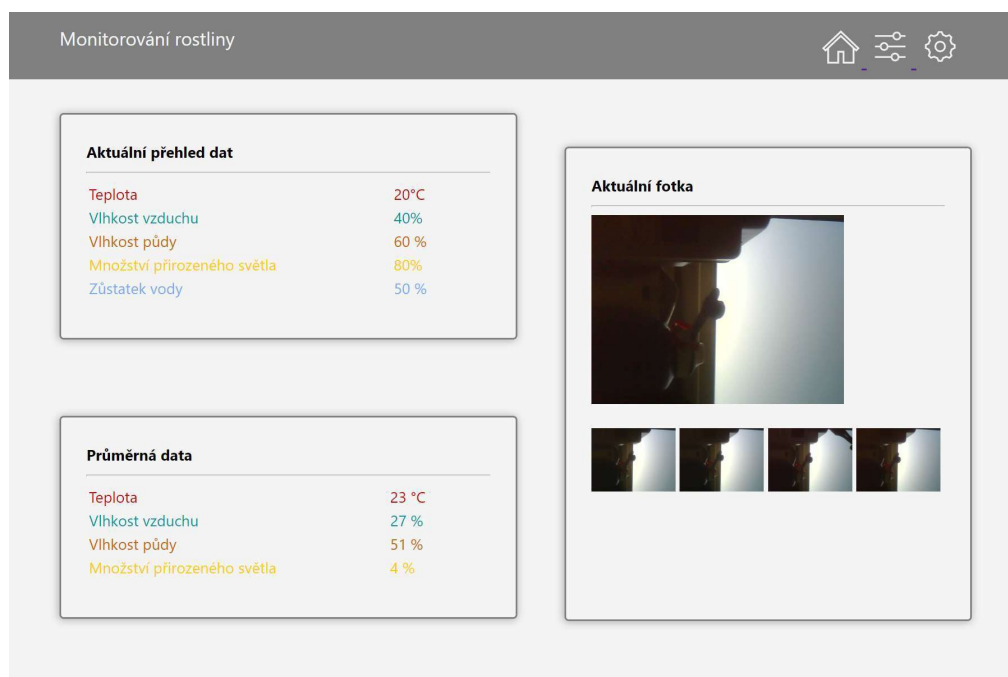 Monitorování rostliny
Aktuální přehled dat
Teplota 20°C
Vlhkost vzduchu 40%
Vlhkost půdy 60 %
Množství přirozeného světla 80%
Zůstatek vody 50 %
Průměrná data
Teplota 23 °C
Vlhkost vzduchu 27 %
Vlhkost půdy 51 %
Množství přirozeného světla 4 %
Aktuální fotka